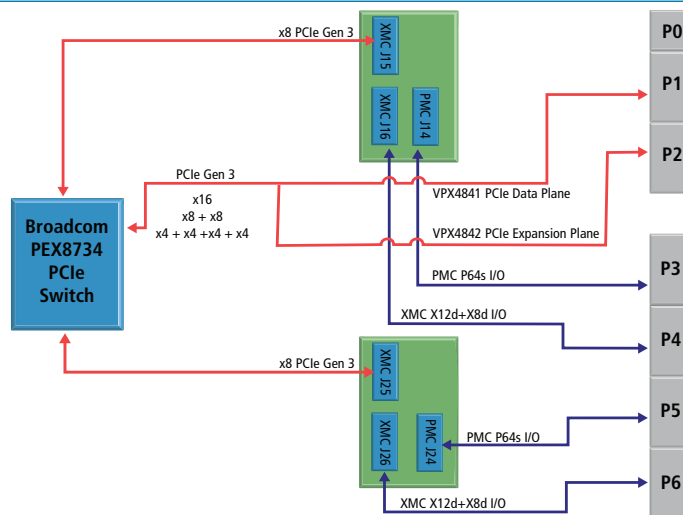 x8 PCIe Gen 3
XMC J15
XMC J16
PMC J14
P0
P1
P2
PCIe Gen 3
x16
x8 + x8
x4 + x4 +x4 + x4
VPX4841 PCIe Data Plane
VPX4842 PCIe Expansion Plane
Broadcom
PEX8734
PCIe
Switch
PMC P64s I/O
XMC X12d+X8d I/O
P3
P4
x8 PCIe Gen 3
XMC J25
XMC J26
PMC J24
PMC P64s I/O
XMC X12d+X8d I/O
P5
P6